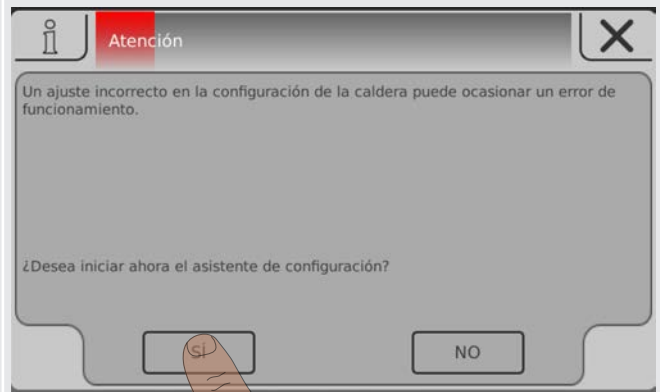 Atención
Un ajuste incorrecto en la configuración de la caldera puede ocasionar un error de
funcionamiento.
¿Desea iniciar ahora el asistente de configuración?
SÍ
NO